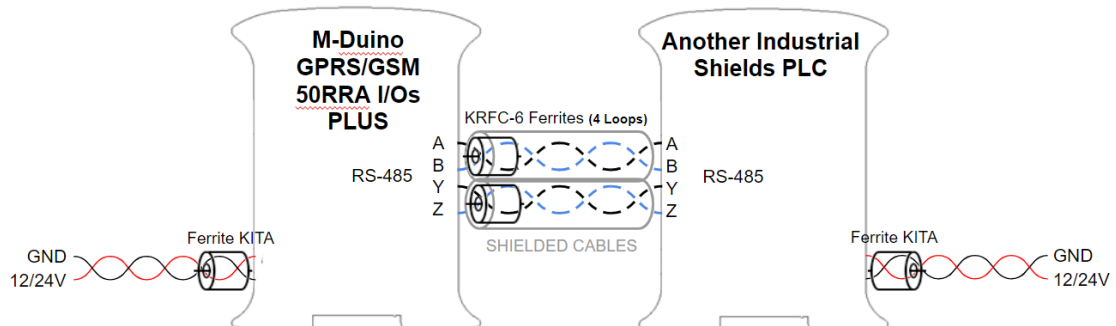 M-Duino
GPRS/GSM
50RRA I/Os
PLUS
Another Industrial
Shields PLC
KRFC-6 Ferrites (4 Loops)
A
B
Y
Z
RS-485
A
B
Y
Z
RS-485
SHIELDED CABLES
Ferrite KITA
GND
12/24V
Ferrite KITA
GND
12/24V